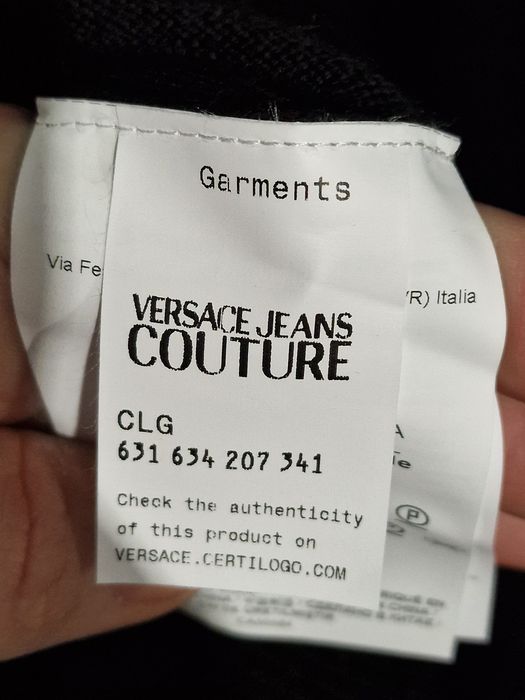 Garments
Via Fe
VR) Italia
VERSACE JEANS
COUTURE
CLG
631 634 207 341
Check the authenticity
of this product on
VERSACE.CERTILOGO.COM
P